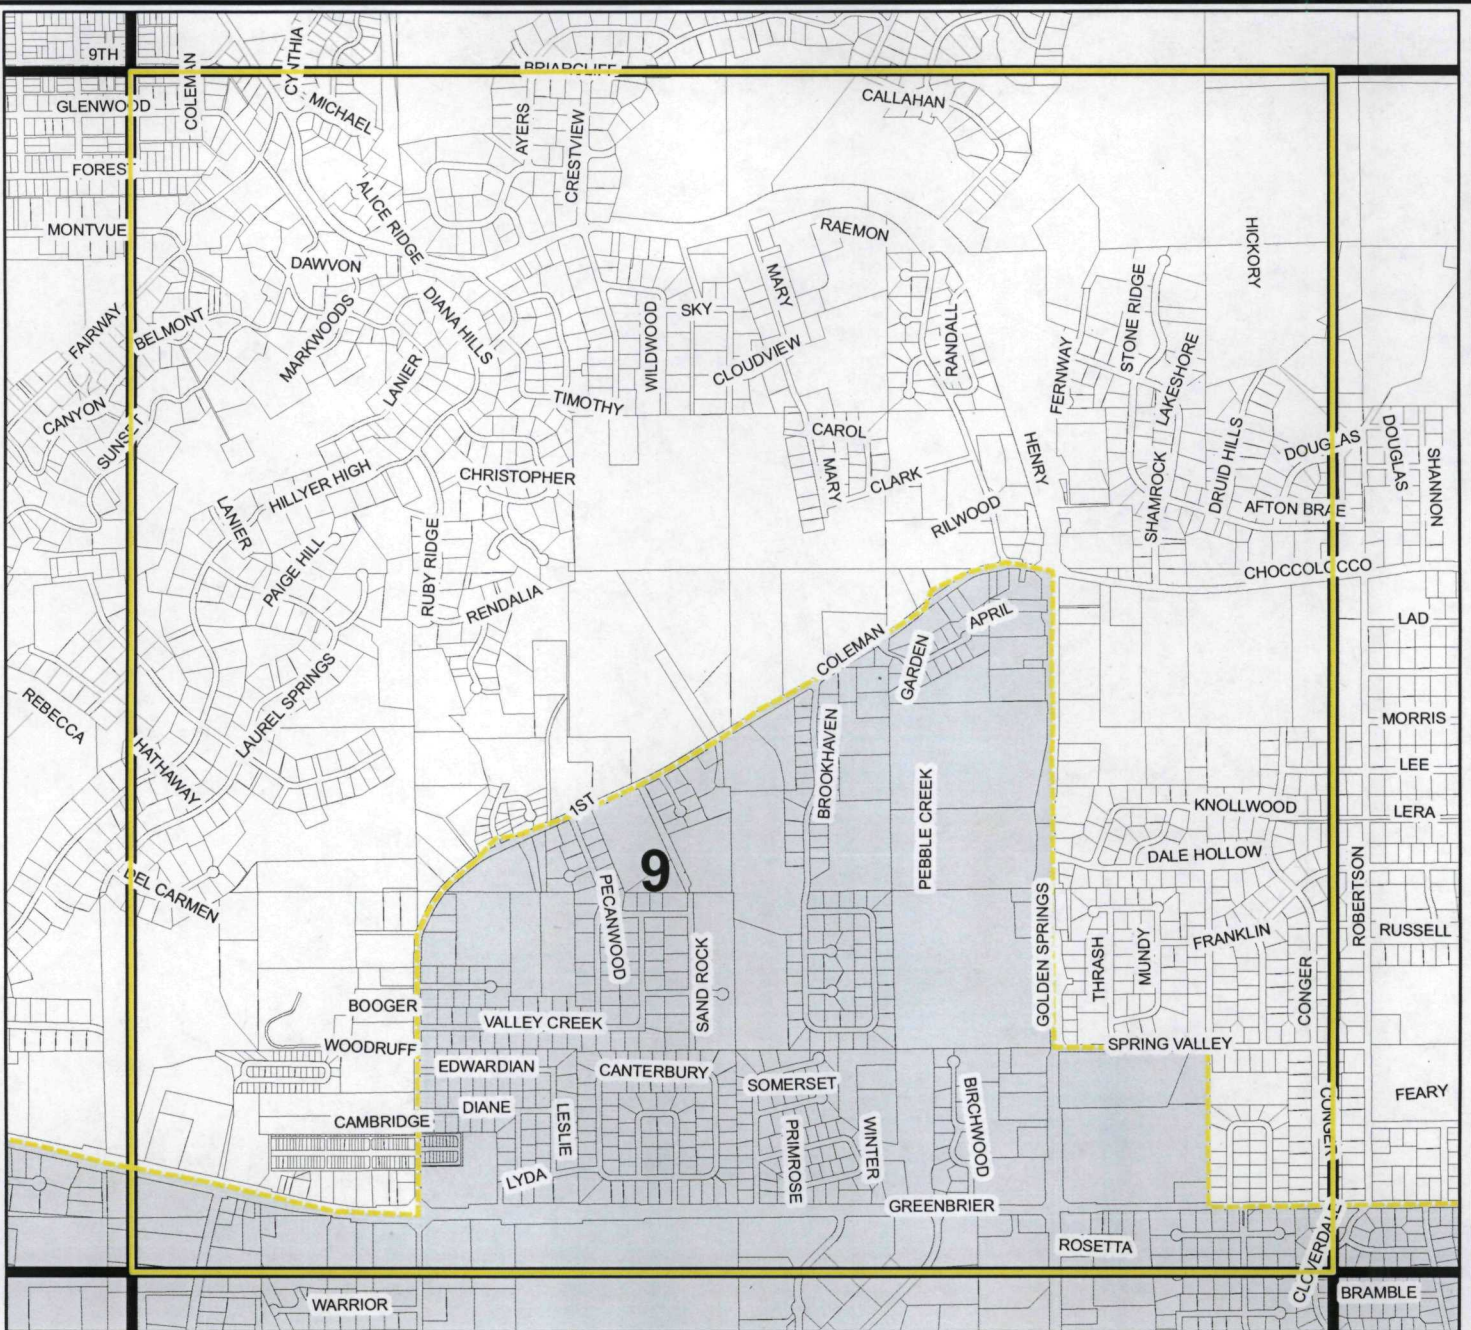 9TH
COLEMAN
CYNTHIA
BRIARCLIFF
GLENWOOD
MICHAEL
AYERS
CRESTVIEW
CALLAHAN
FOREST
ALICE RIDGE
MONTVUE
RAEMON
HICKORY
DAWVON
MARY
SKY
DIANA HILLS
MARKWOODS
WILDWOOD
STONE RIDGE
FAIRWAY
BELMONT
RANDALL
CLOUDVIEW
FERNWAY
LAKESHORE
LANIER
TIMOTHY
CANYON
SUNSET
CAROL
HENRY
DRUID HILLS
DOUGLAS
DOUGLAS
SHANNON
HILLYER HIGH
CHRISTOPHER
MARY
CLARK
SHAMROCK
AFTON BRAE
LANIER
RILWOOD
PAIGE HILL
RUBY RIDGE
CHOCCOLOCCO
RENDALIA
APRIL
LAD
COLEMAN
GARDEN
REBECCA
LAUREL SPRINGS
MORRIS
HATHAWAY
BROOKHAVEN
PEBBLE CREEK
LEE
1ST
KNOLLWOOD
LERA
DALE HOLLOW
9
DEL CARMEN
PECANWOOD
GOLDEN SPRINGS
ROBERTSON
FRANKLIN
RUSSELL
SAND ROCK
THRASH
MUNDY
CONGER
BOOGER
VALLEY CREEK
WOODRUFF
SPRING VALLEY
EDWARDIAN
CANTERBURY
SOMERSET
BIRCHWOOD
FEARY
DIANE
CAMBRIDGE
LESLIE
CONGER
PRIMROSE
WINTER
LYDA
GREENBRIER
ROSETTA
CLOVERDALE
WARRIOR
BRAMBLE